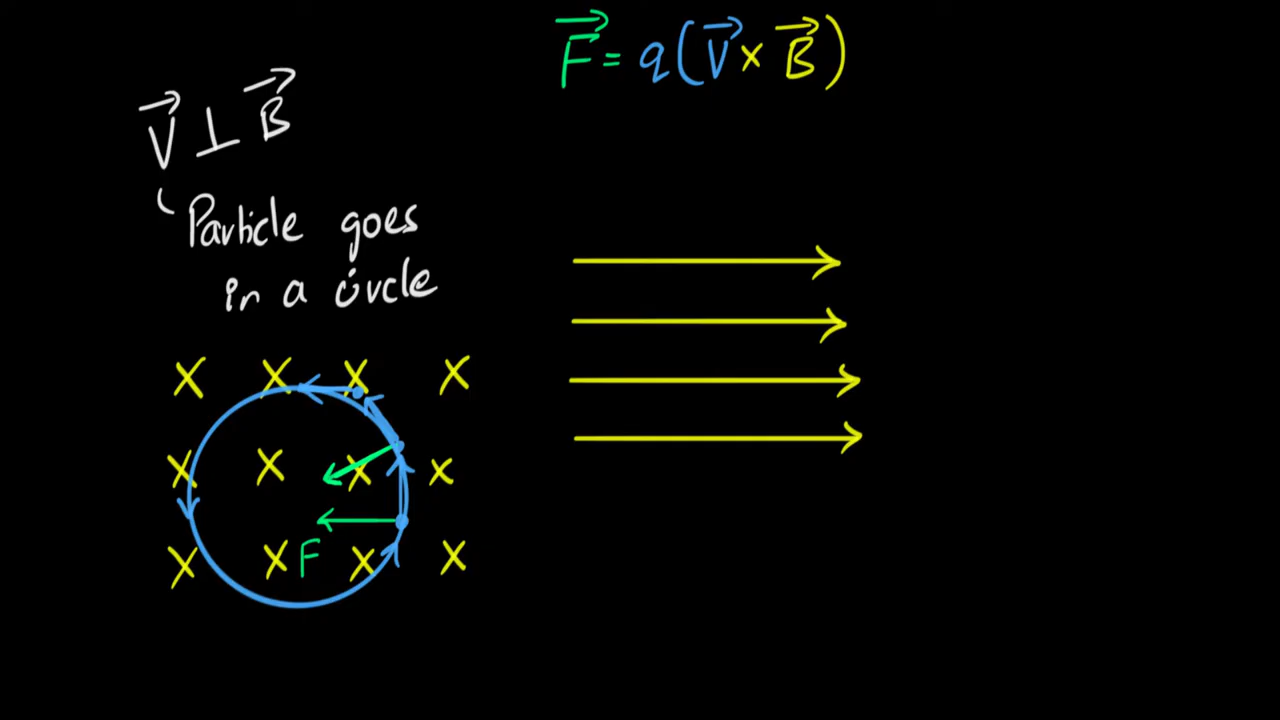 F = q(V × B)
V ⊥ B
Particle goes
in a circle
X X X X
X X X X
X X F X X